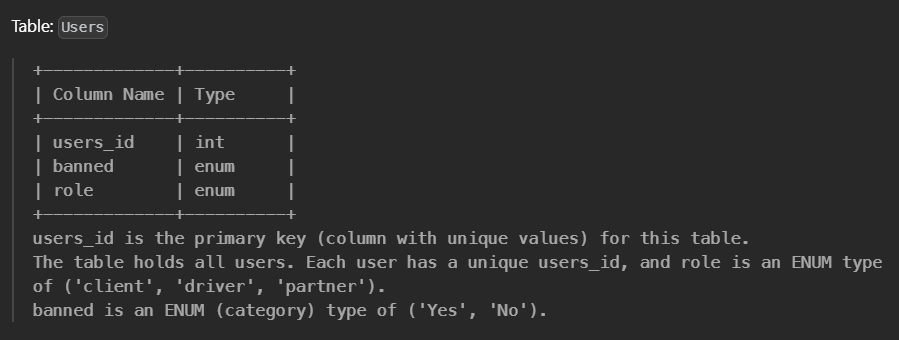 Table: Users
+-------------+----------+
| Column Name | Type     |
+-------------+----------+
| users_id    | int      |
| banned      | enum     |
| role        | enum     |
+-------------+----------+
users_id is the primary key (column with unique values) for this table.
The table holds all users. Each user has a unique users_id, and role is an ENUM type
of ('client', 'driver', 'partner').
banned is an ENUM (category) type of ('Yes', 'No').